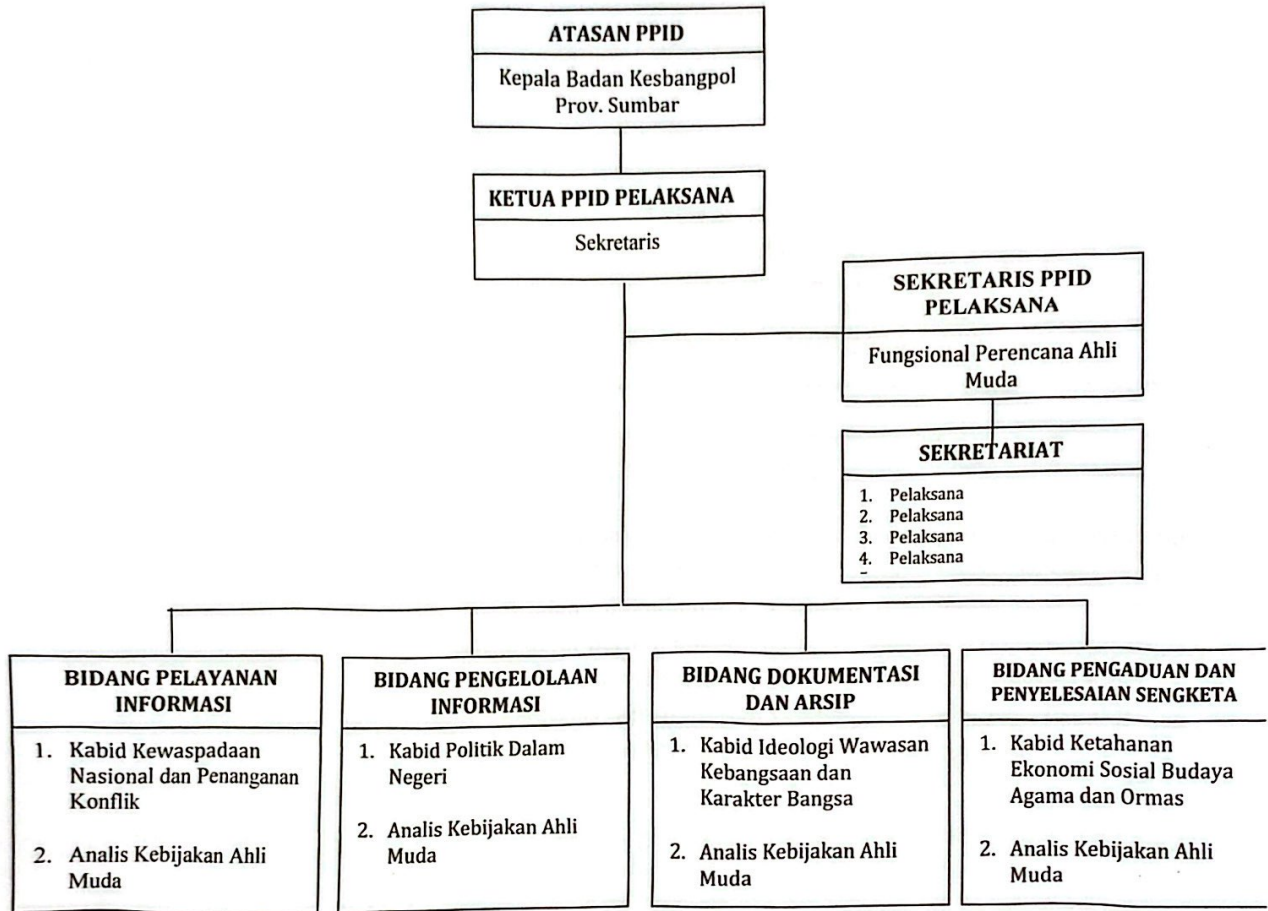 ATASAN PPID
Kepala Badan Kesbangpol
Prov. Sumbar
KETUA PPID PELAKSANA
Sekretaris
SEKRETARIS PPID
PELAKSANA
Fungsional Perencana Ahli
Muda
SEKRETARIAT
1. Pelaksana
2. Pelaksana
3. Pelaksana
4. Pelaksana
BIDANG PELAYANAN
INFORMASI
1. Kabid Kewaspadaan
Nasional dan Penanganan
Konflik
2. Analis Kebijakan Ahli
Muda
BIDANG PENGELOLAAN
INFORMASI
1. Kabid Politik Dalam
Negeri
2. Analis Kebijakan Ahli
Muda
BIDANG DOKUMENTASI
DAN ARSIP
1. Kabid Ideologi Wawasan
Kebangsaan dan
Karakter Bangsa
2. Analis Kebijakan Ahli
Muda
BIDANG PENGADUAN DAN
PENYELESAIAN SENGKETA
1. Kabid Ketahanan
Ekonomi Sosial Budaya
Agama dan Ormas
2. Analis Kebijakan Ahli
Muda